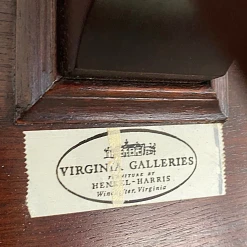 VIRGINIA GALLERIES
FURNITURE BY
HENKEL-HARRIS
Winchester, Virginia